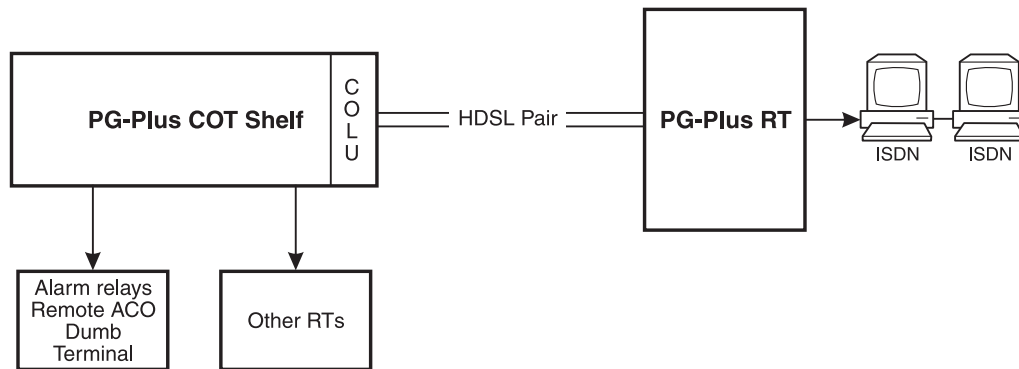 PG-Plus COT Shelf
C
O
L
U
HDSL Pair
PG-Plus RT
ISDN
ISDN
Alarm relays
Remote ACO
Dumb
Terminal
Other RTs